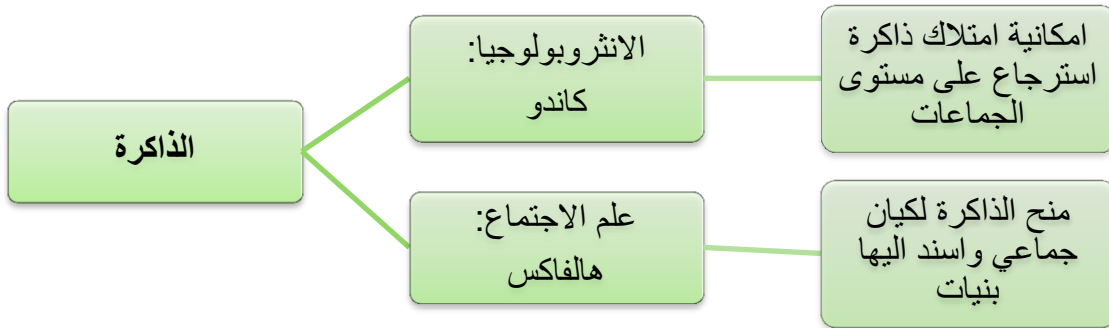 الذاكرة
الانثروبولوجيا:
كاندو
امكانية امتلاك ذاكرة
استرجاع على مستوى
الجماعات
علم الاجتماع:
هالفاكس
منح الذاكرة لكيان
جماعي واسند اليها
بنيات